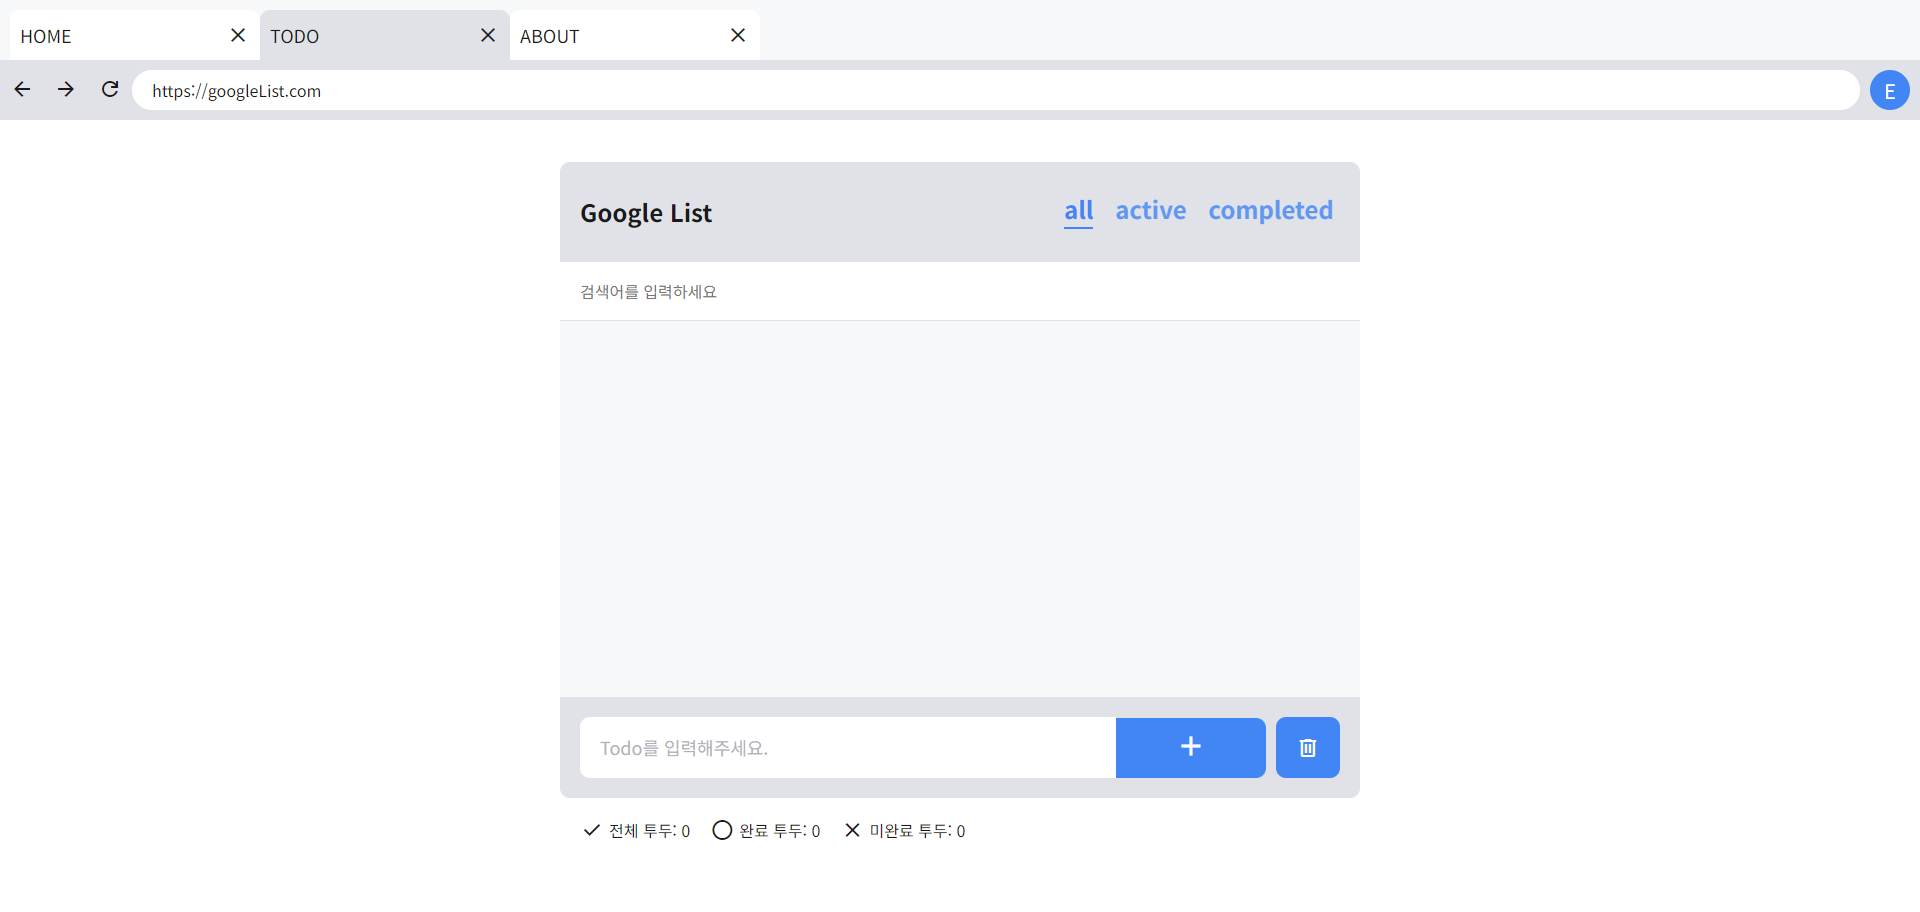 HOME
TODO
ABOUT
https://googleList.com
E
Google List
all active completed
검색어를 입력하세요
Todo를 입력해주세요.
전체 투두: 0 완료 투두: 0 미완료 투두: 0